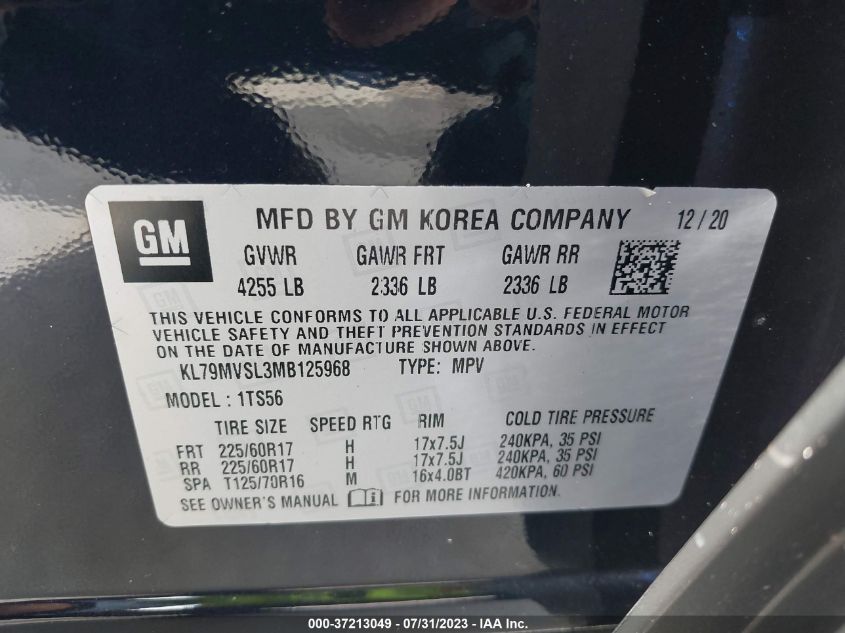 GM
MFD BY GM KOREA COMPANY 12/20
GVWR GAWR FRT GAWR RR
4255 LB 2336 LB 2336 LB
THIS VEHICLE CONFORMS TO ALL APPLICABLE U.S. FEDERAL MOTOR
VEHICLE SAFETY AND THEFT PREVENTION STANDARDS IN EFFECT
ON THE DATE OF MANUFACTURE SHOWN ABOVE.
KL79MVSL3MB125968 TYPE: MPV
MODEL: 1TS56
TIRE SIZE SPEED RTG RIM COLD TIRE PRESSURE
FRT 225/60R17 H 17x7.5J 240KPA, 35 PSI
RR 225/60R17 H 17x7.5J 240KPA, 35 PSI
SPA T125/70R16 M 16x4.0BT 420KPA, 60 PSI
SEE OWNER'S MANUAL FOR MORE INFORMATION.
000-37213049 - 07/31/2023 - IAA Inc.